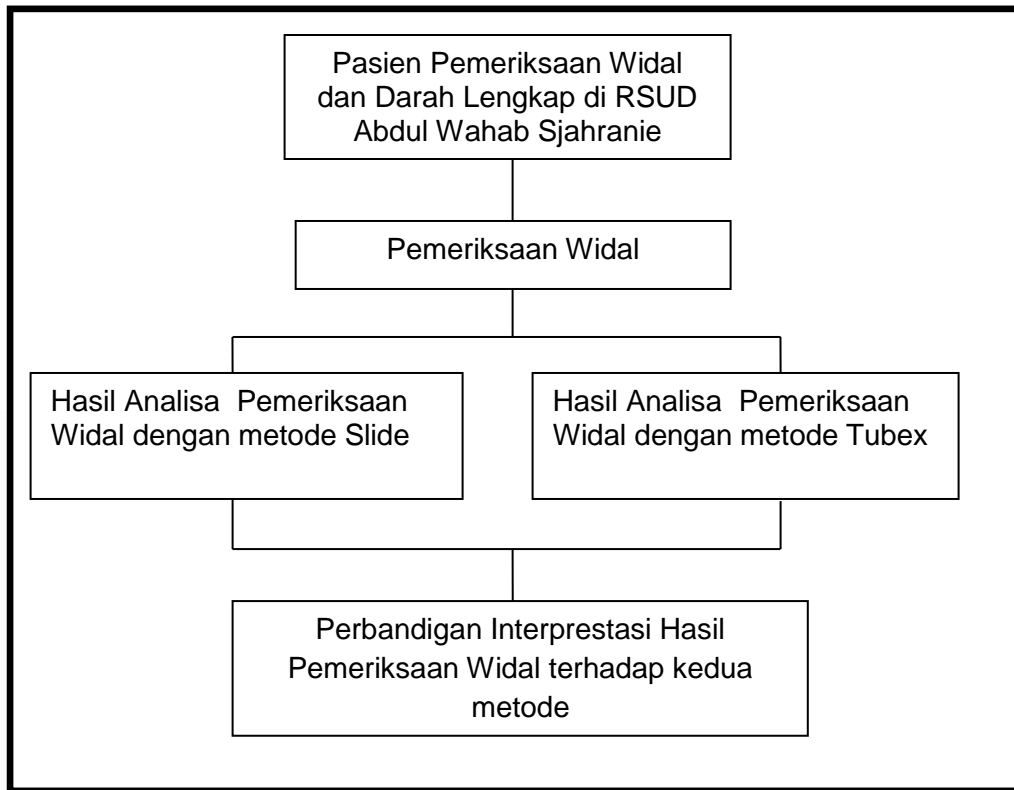 Pasien Pemeriksaan Widal
dan Darah Lengkap di RSUD
Abdul Wahab Sjahranie
Pemeriksaan Widal
Hasil Analisa  Pemeriksaan
Widal dengan metode Slide
Hasil Analisa  Pemeriksaan
Widal dengan metode Tubex
Perbandigan Interprestasi Hasil
Pemeriksaan Widal terhadap kedua
metode